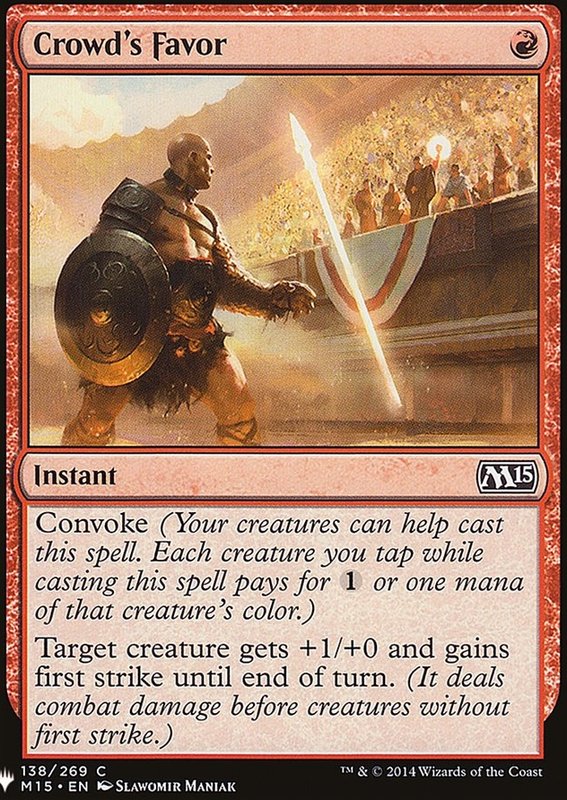 Crowd's Favor
Instant
M15
Convoke (Your creatures can help cast
this spell. Each creature you tap while
casting this spell pays for 1 or one mana
of that creature's color.)
Target creature gets +1/+0 and gains
first strike until end of turn. (It deals
combat damage before creatures without
first strike.)
138/269 C
M15 • EN Slawomir Maniak
™ & © 2014 Wizards of the Coast